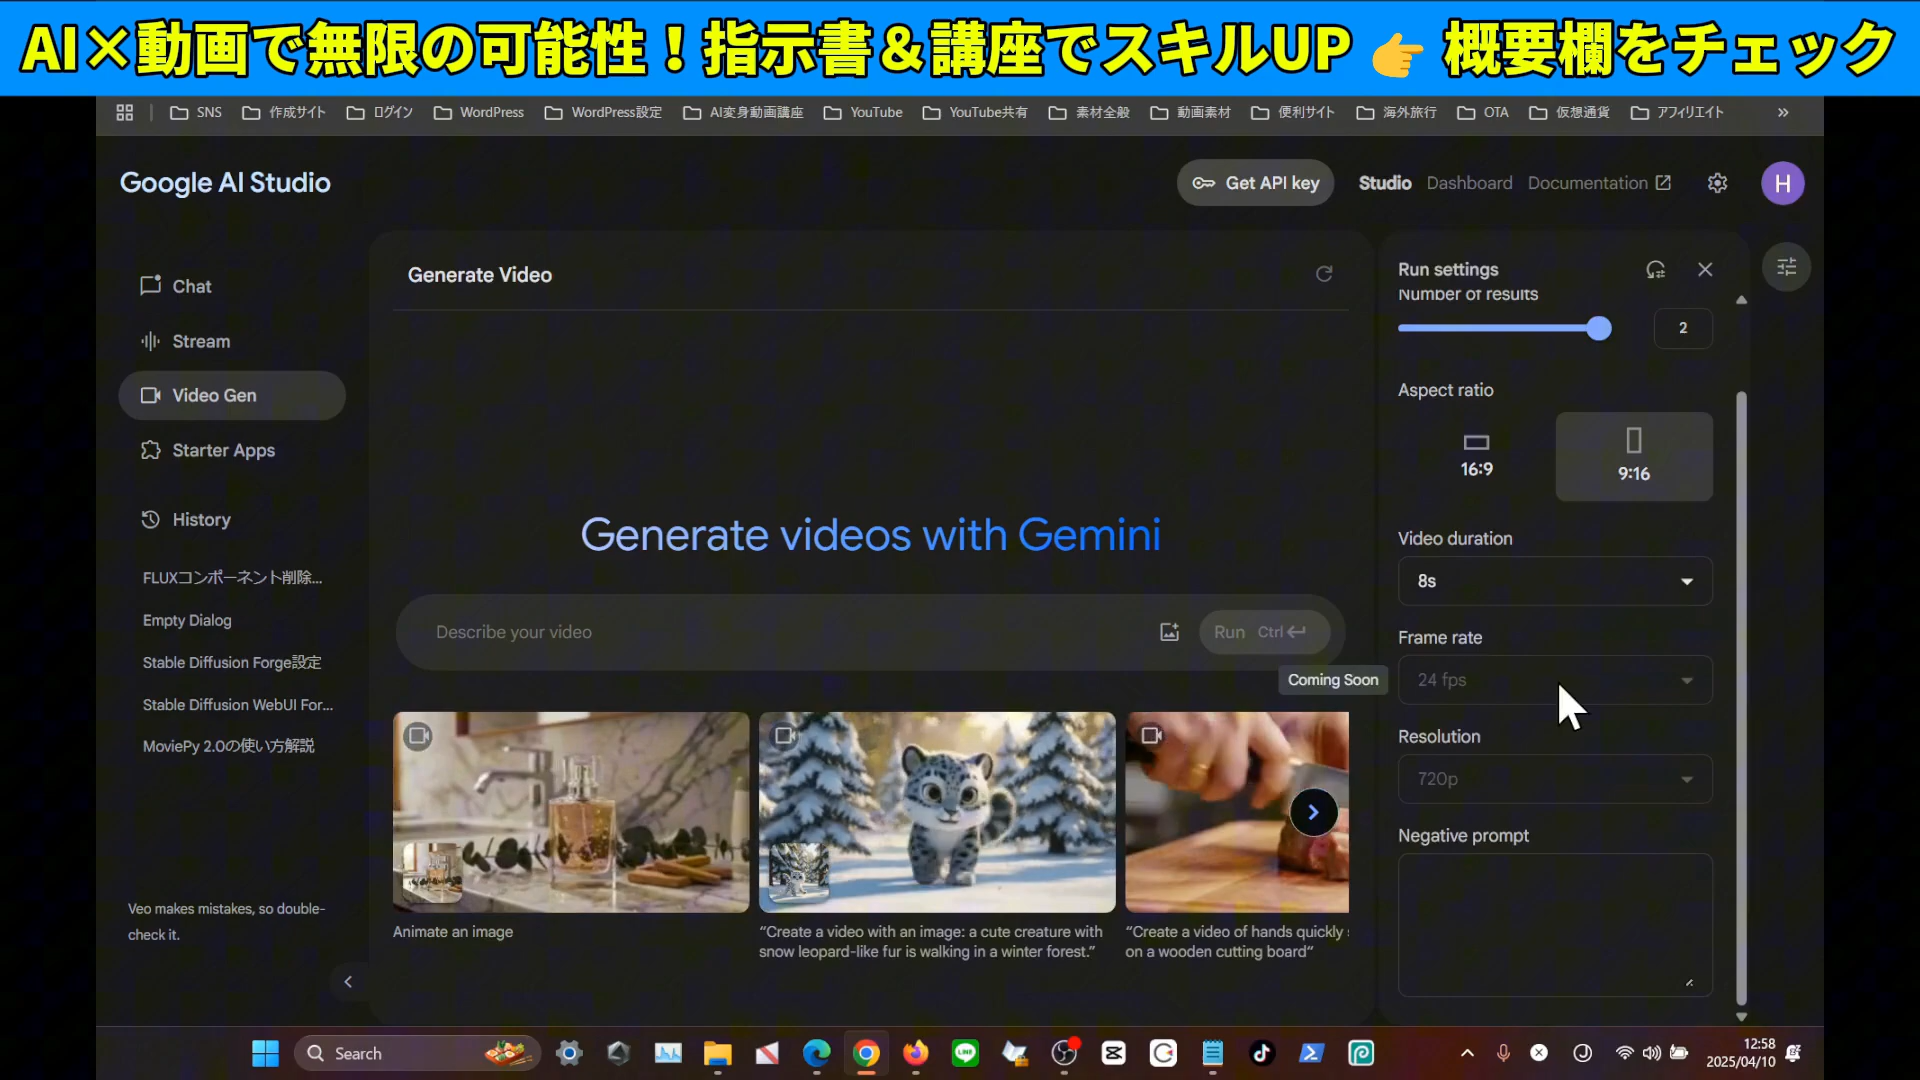 AI×動画で無限の可能性！指示書＆講座でスキルUP 👉 概要欄をチェック
SNS 作成サイト ログイン WordPress WordPress設定 AI変身動画講座 YouTube YouTube共有 素材全般 動画素材 便利サイト 海外旅行 OTA 仮想通貨 アフィリエイト »
Google AI Studio
Get API key Studio Dashboard Documentation
H
Chat
Stream
Video Gen
Starter Apps
History
FLUXコンポーネント削除...
Empty Dialog
Stable Diffusion Forge設定
Stable Diffusion WebUI For...
MoviePy 2.0の使い方解説
Veo makes mistakes, so double-
check it.
Generate Video
Generate videos with Gemini
Describe your video
Run Ctrl
Coming Soon
Animate an image
“Create a video with an image: a cute creature with
snow leopard-like fur is walking in a winter forest.”
“Create a video of hands quickly
on a wooden cutting board“
Run settings
Number of results
2
Aspect ratio
16:9
9:16
Video duration
8s
Frame rate
24 fps
Resolution
720p
Negative prompt
Search
12:58
2025/04/10